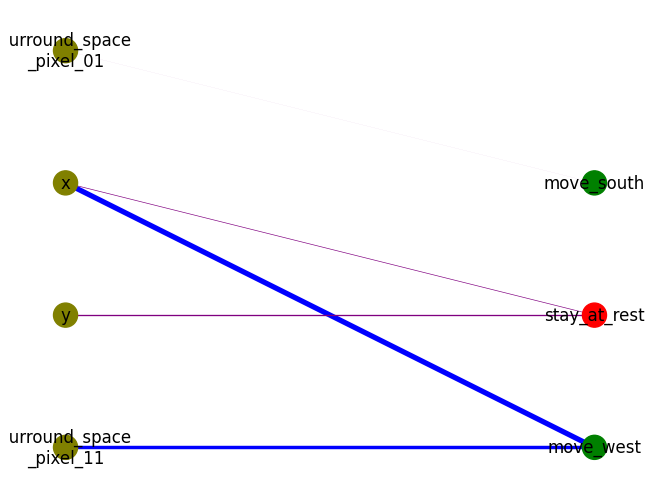 urround_space
_pixel_01
x
move_south
y
stay_at_rest
urround_space
_pixel_11
move_west